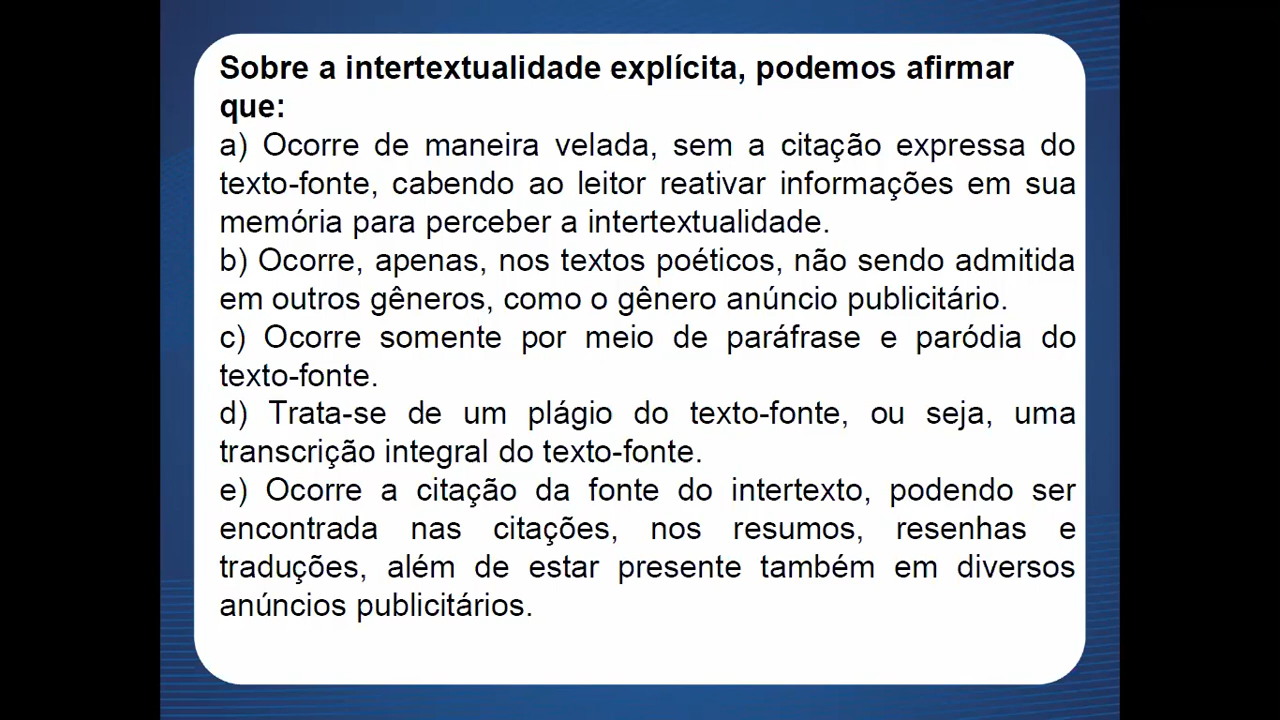 Sobre a intertextualidade explícita, podemos afirmar
que:
a) Ocorre de maneira velada, sem a citação expressa do
texto-fonte, cabendo ao leitor reativar informações em sua
memória para perceber a intertextualidade.
b) Ocorre, apenas, nos textos poéticos, não sendo admitida
em outros gêneros, como o gênero anúncio publicitário.
c) Ocorre somente por meio de paráfrase e paródia do
texto-fonte.
d) Trata-se de um plágio do texto-fonte, ou seja, uma
transcrição integral do texto-fonte.
e) Ocorre a citação da fonte do intertexto, podendo ser
encontrada nas citações, nos resumos, resenhas e
traduções, além de estar presente também em diversos
anúncios publicitários.